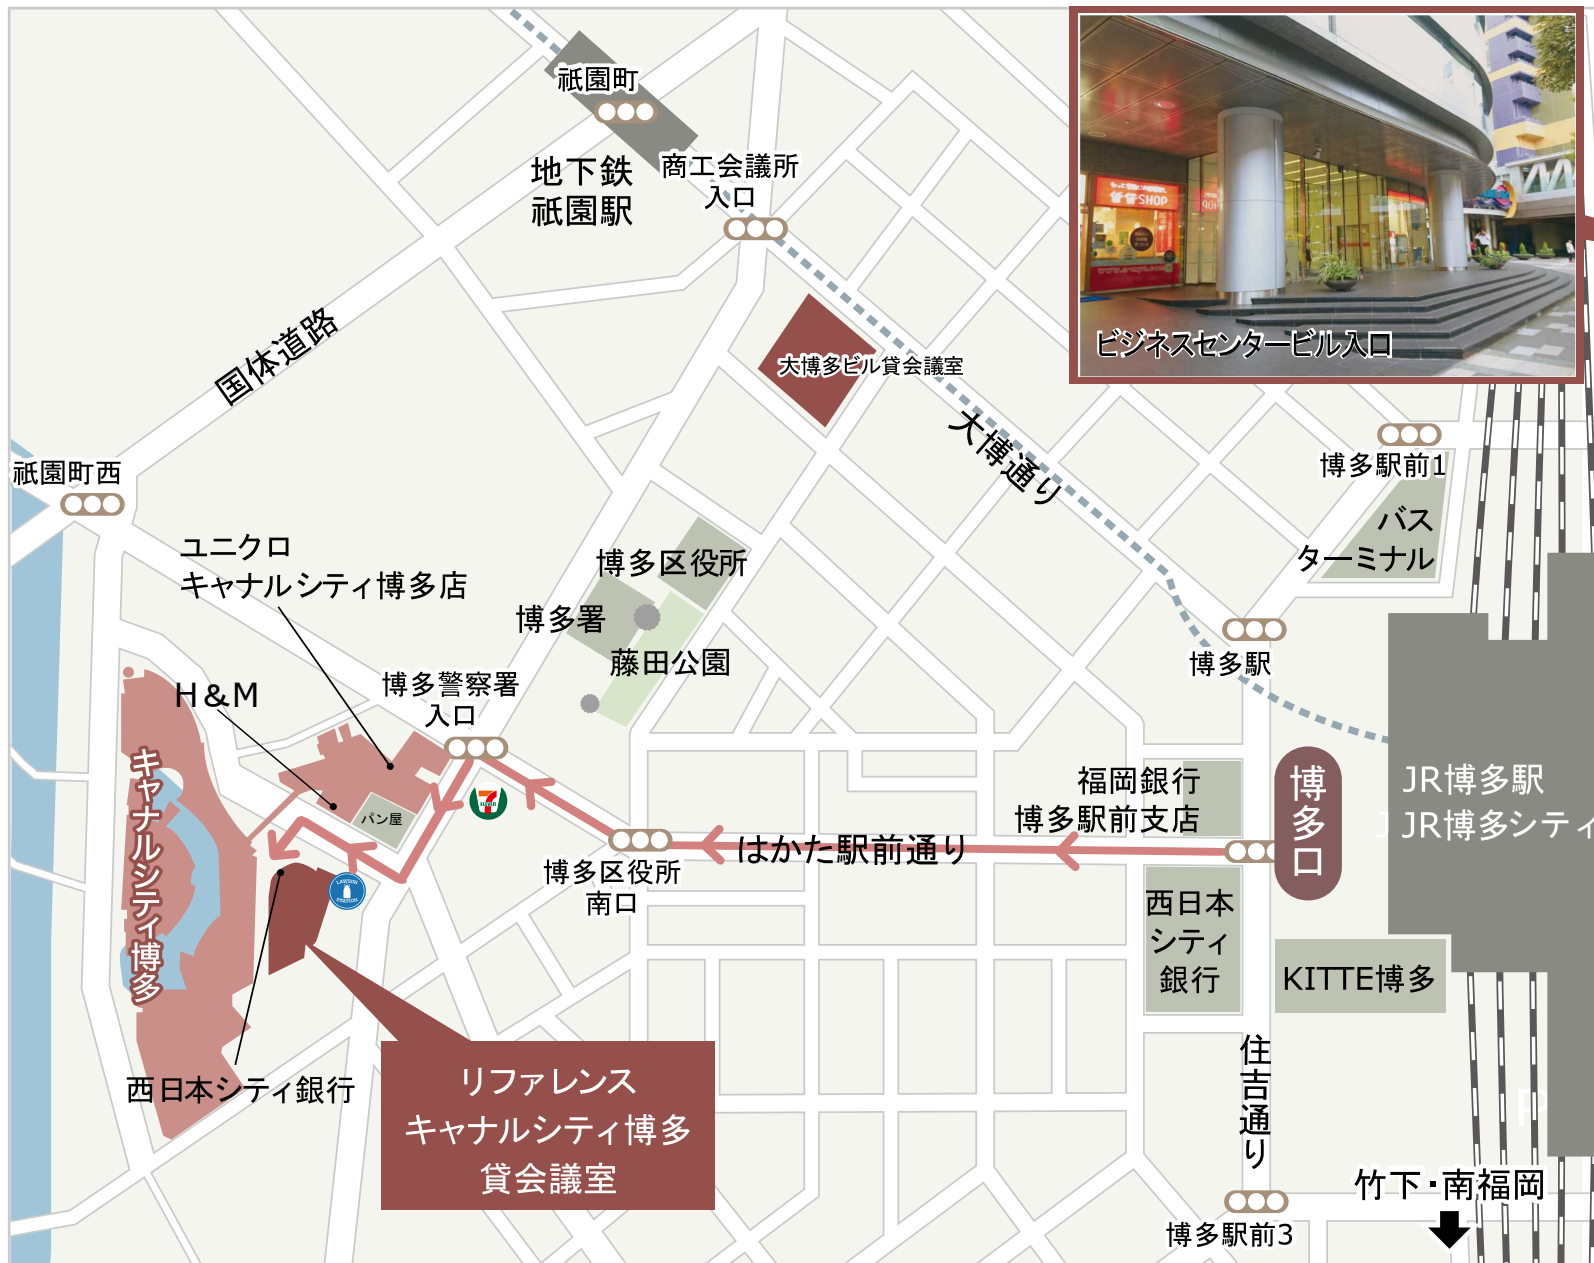 祇園町
地下鉄
祇園駅
商工会議所
入口
SHOP
ビジネスセンタービル入口
国体道路
大博多ビル貸会議室
大博通り
博多駅前1
バス
ターミナル
祇園町西
ユニクロ
キャナルシティ博多店
博多区役所
博多署
藤田公園
博多駅
H&M
博多警察署
入口
キャナルシティ博多
パン屋
7
ELEVEN
福岡銀行
博多駅前支店
博多口
JR博多駅
JR博多シティ
はかた駅前通り
博多区役所
南口
LAWSON
STATION
西日本
シティ
銀行
KITTE博多
西日本シティ銀行
リファレンス
キャナルシティ博多
貸会議室
住吉通り
P
竹下・南福岡
博多駅前3